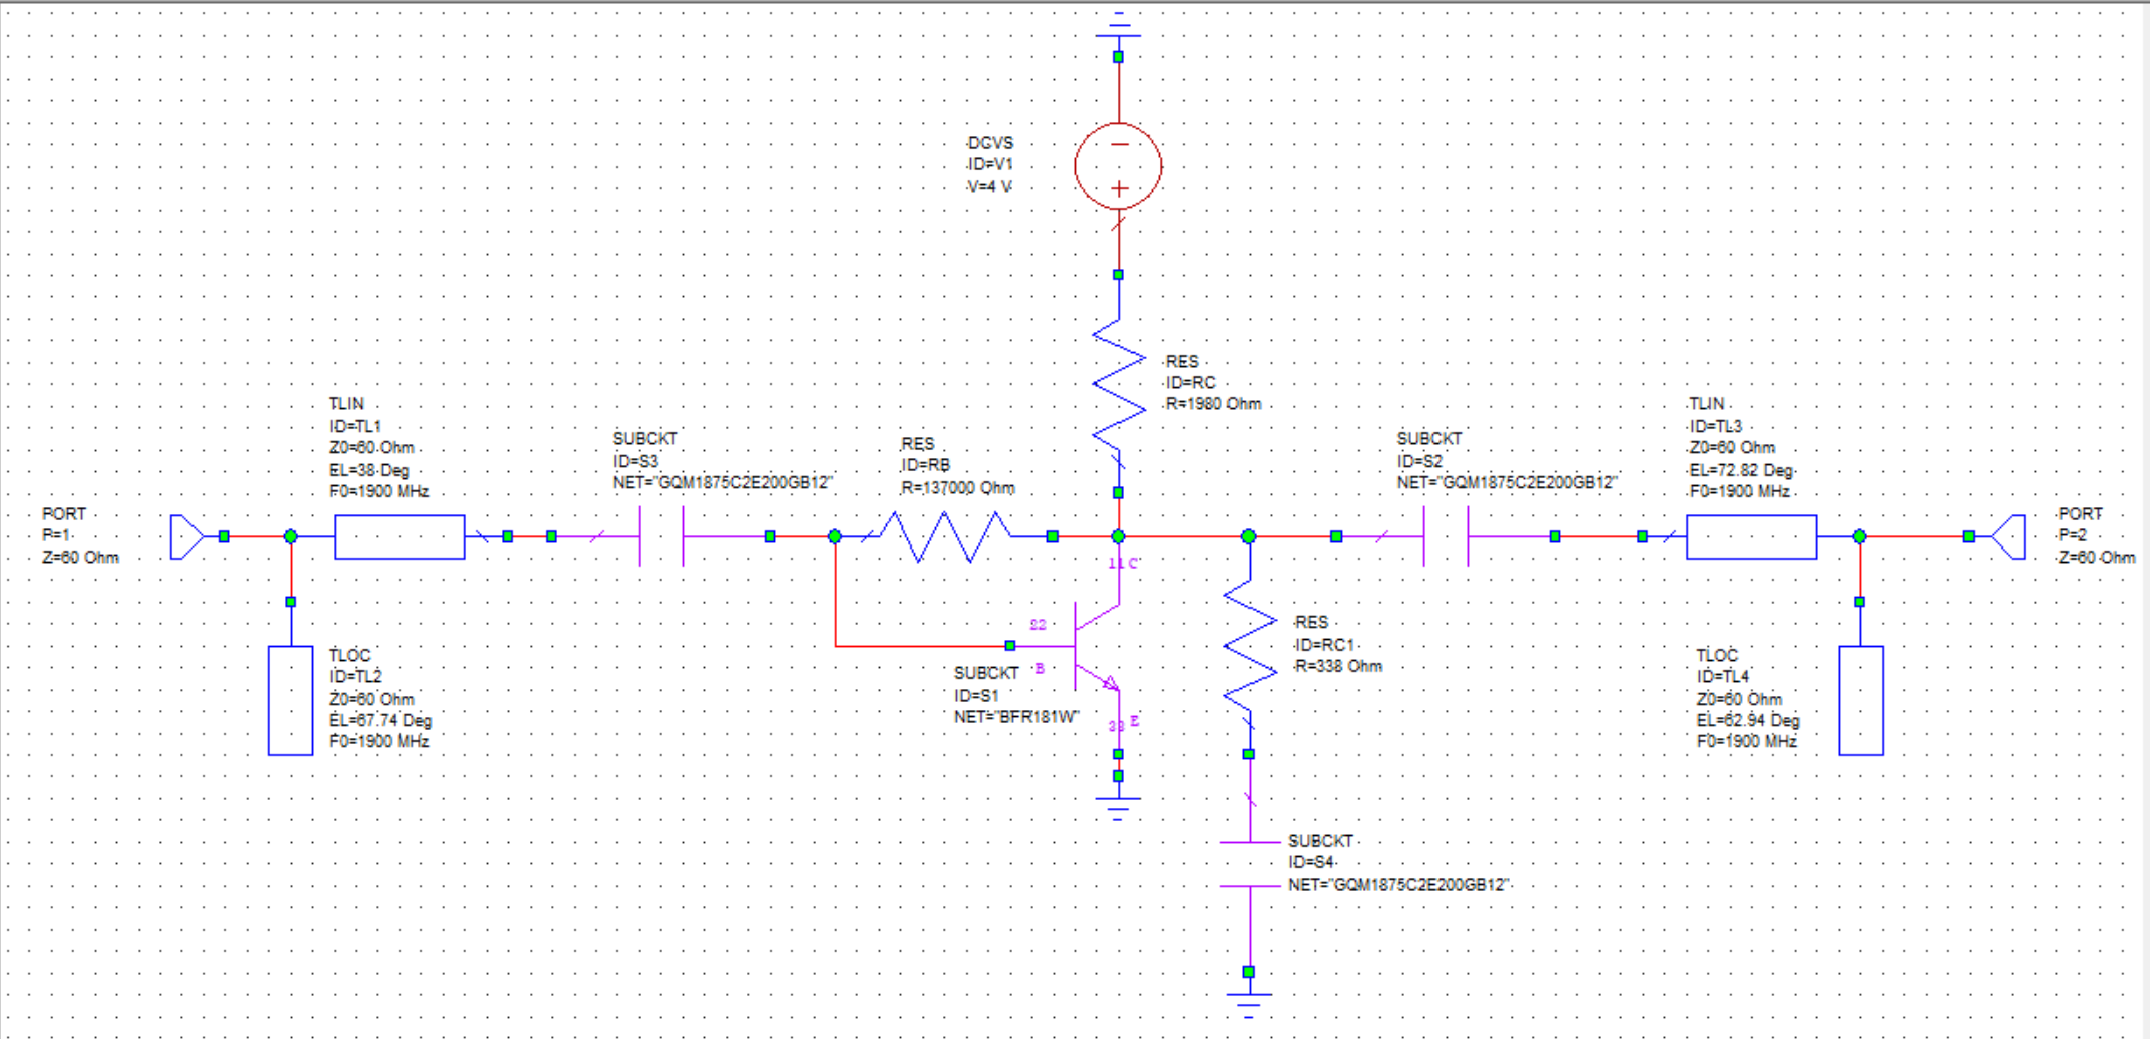 DCVS
ID=V1
V=4 V
RES
ID=RC
R=1980 Ohm
TLIN
ID=TL1
Z0=60 Ohm
EL=38 Deg
F0=1900 MHz
SUBCKT
ID=S3
NET="GQM1875C2E200GB12"
RES
ID=RB
R=137000 Ohm
SUBCKT
ID=S2
NET="GQM1875C2E200GB12"
TLIN
ID=TL3
Z0=60 Ohm
EL=72.82 Deg
F0=1900 MHz
PORT
P=1
Z=60 Ohm
PORT
P=2
Z=60 Ohm
C
B
E
SUBCKT
ID=S1
NET="BFR181W"
RES
ID=RC1
R=338 Ohm
TLOC
ID=TL2
Z0=60 Ohm
EL=67.74 Deg
F0=1900 MHz
TLOC
ID=TL4
Z0=60 Ohm
EL=62.94 Deg
F0=1900 MHz
SUBCKT
ID=S4
NET="GQM1875C2E200GB12"